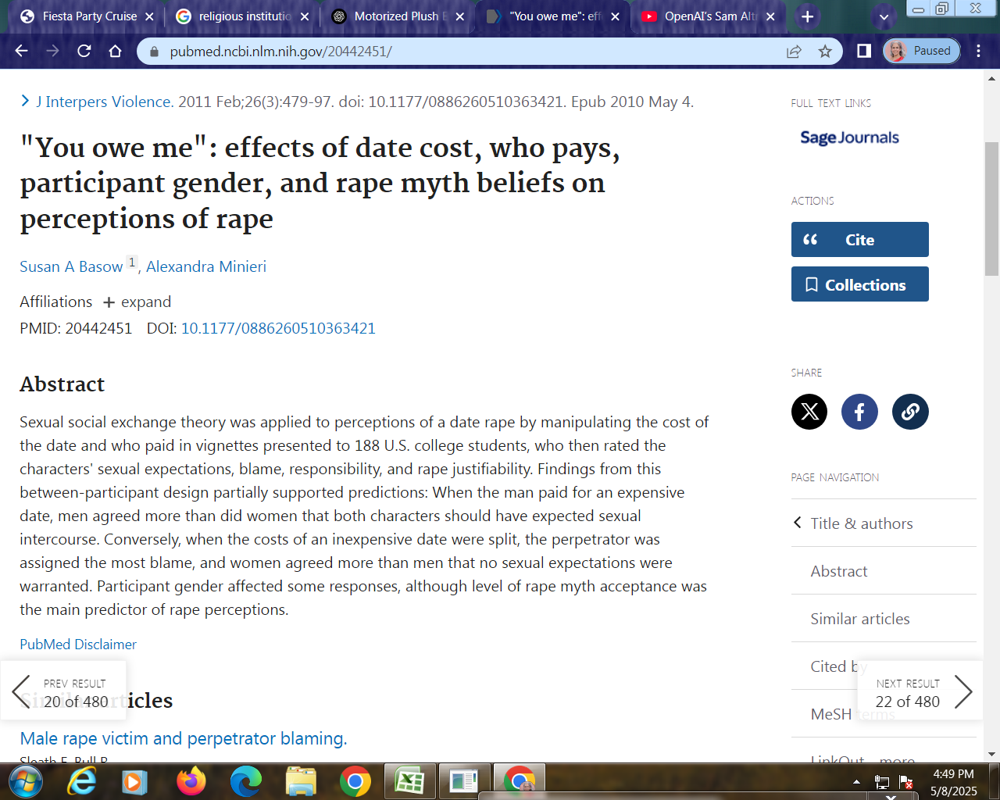 Fiesta Party Cruise
religious institutio
Motorized Plush E
"You owe me": eff
OpenAI's Sam Altr
pubmed.ncbi.nlm.nih.gov/20442451/
Paused
J Interpers Violence. 2011 Feb;26(3):479-97. doi: 10.1177/0886260510363421. Epub 2010 May 4.
"You owe me": effects of date cost, who pays,
participant gender, and rape myth beliefs on
perceptions of rape
Susan A Basow 1, Alexandra Minieri
Affiliations + expand
PMID: 20442451 DOI: 10.1177/0886260510363421
Abstract
Sexual social exchange theory was applied to perceptions of a date rape by manipulating the cost of
the date and who paid in vignettes presented to 188 U.S. college students, who then rated the
characters' sexual expectations, blame, responsibility, and rape justifiability. Findings from this
between-participant design partially supported predictions: When the man paid for an expensive
date, men agreed more than did women that both characters should have expected sexual
intercourse. Conversely, when the costs of an inexpensive date were split, the perpetrator was
assigned the most blame, and women agreed more than men that no sexual expectations were
warranted. Participant gender affected some responses, although level of rape myth acceptance was
the main predictor of rape perceptions.
PubMed Disclaimer
PREV RESULT
20 of 480
Similar articles
Male rape victim and perpetrator blaming.
Sleath E, Bull R.
FULL TEXT LINKS
Sage Journals
ACTIONS
Cite
Collections
SHARE
PAGE NAVIGATION
Title & authors
Abstract
Similar articles
Cited by
NEXT RESULT
22 of 480
MeSH terms
LinkOut - more
4:49 PM
5/8/2025